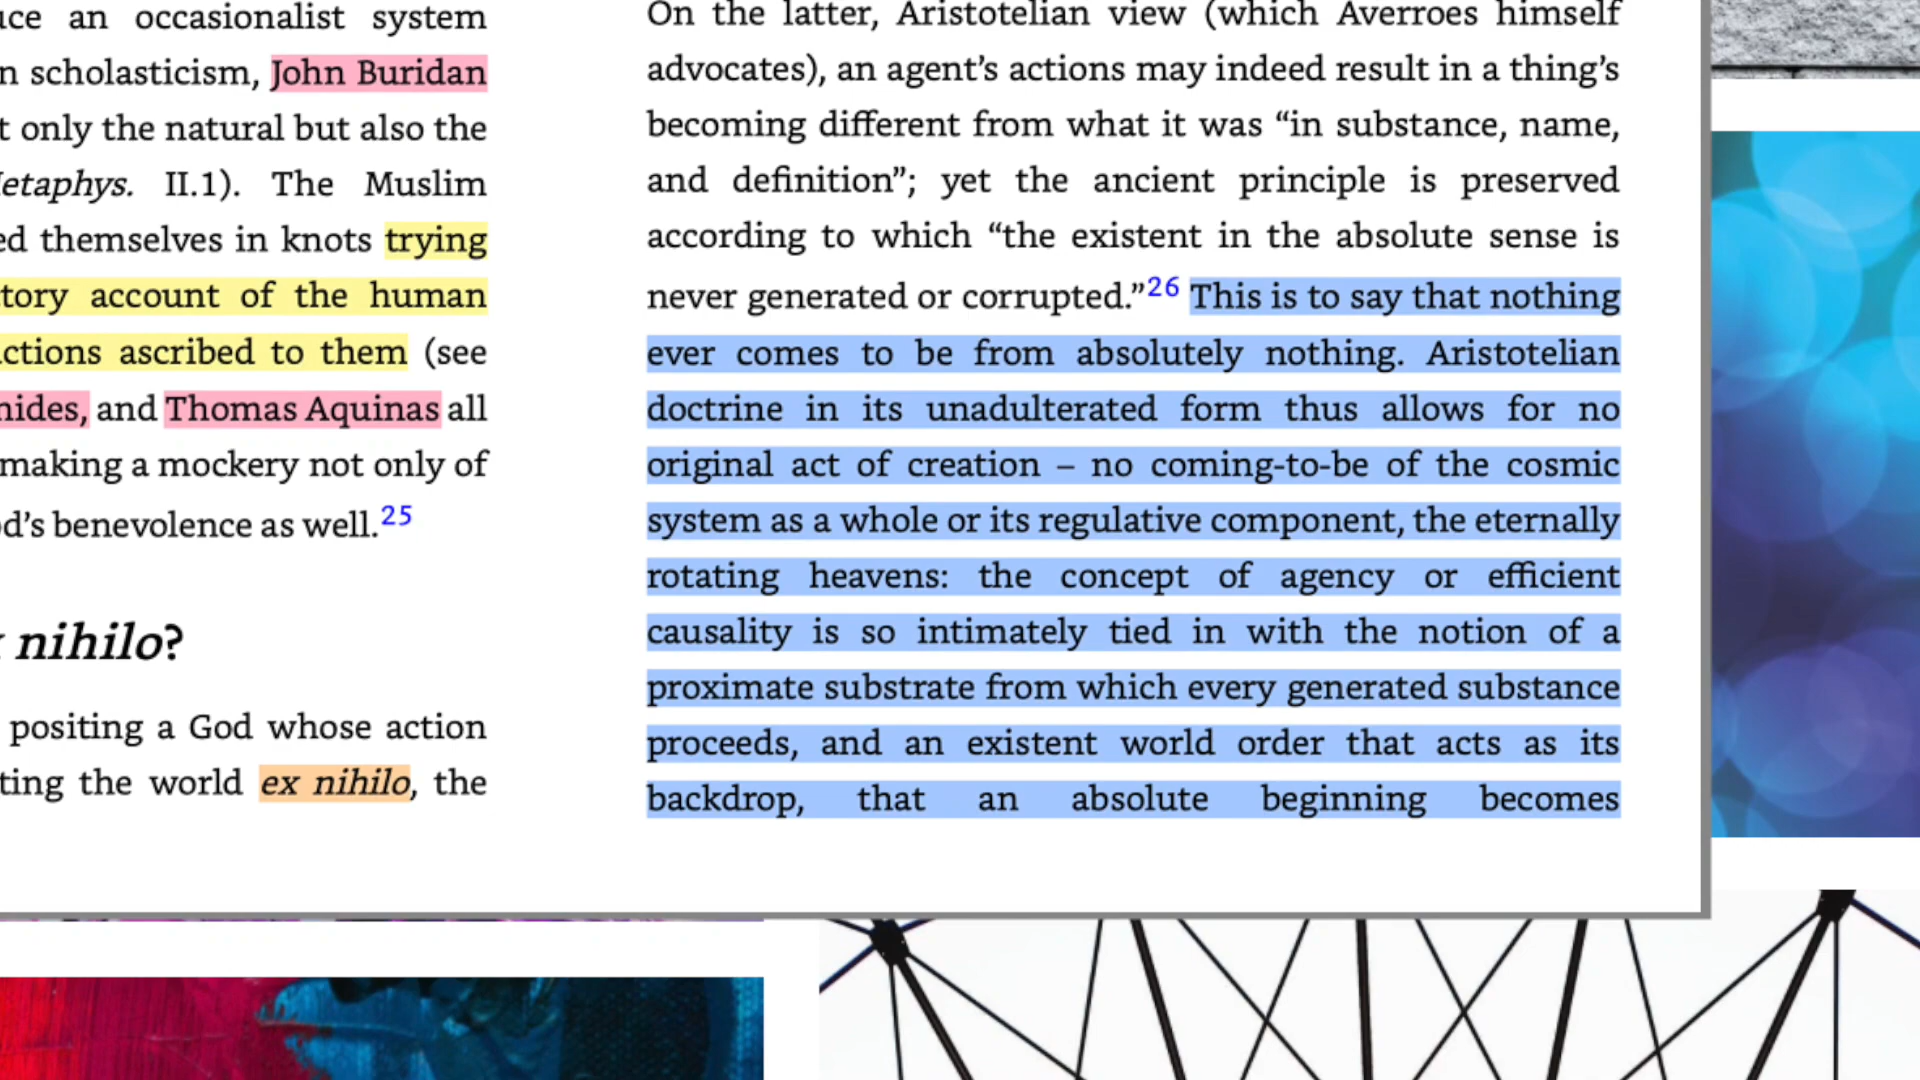 uce an occasionalist system
n scholasticism, John Buridan
t only the natural but also the
etaphys. II.1). The Muslim
ed themselves in knots trying
tory account of the human
ctions ascribed to them (see
nides, and Thomas Aquinas all
making a mockery not only of
d’s benevolence as well.25
nihilo?
positing a God whose action
ting the world ex nihilo, the
On the latter, Aristotelian view (which Averroes himself
advocates), an agent’s actions may indeed result in a thing’s
becoming different from what it was “in substance, name,
and definition”; yet the ancient principle is preserved
according to which “the existent in the absolute sense is
never generated or corrupted.”26 This is to say that nothing
ever comes to be from absolutely nothing. Aristotelian
doctrine in its unadulterated form thus allows for no
original act of creation – no coming-to-be of the cosmic
system as a whole or its regulative component, the eternally
rotating heavens: the concept of agency or efficient
causality is so intimately tied in with the notion of a
proximate substrate from which every generated substance
proceeds, and an existent world order that acts as its
backdrop, that an absolute beginning becomes